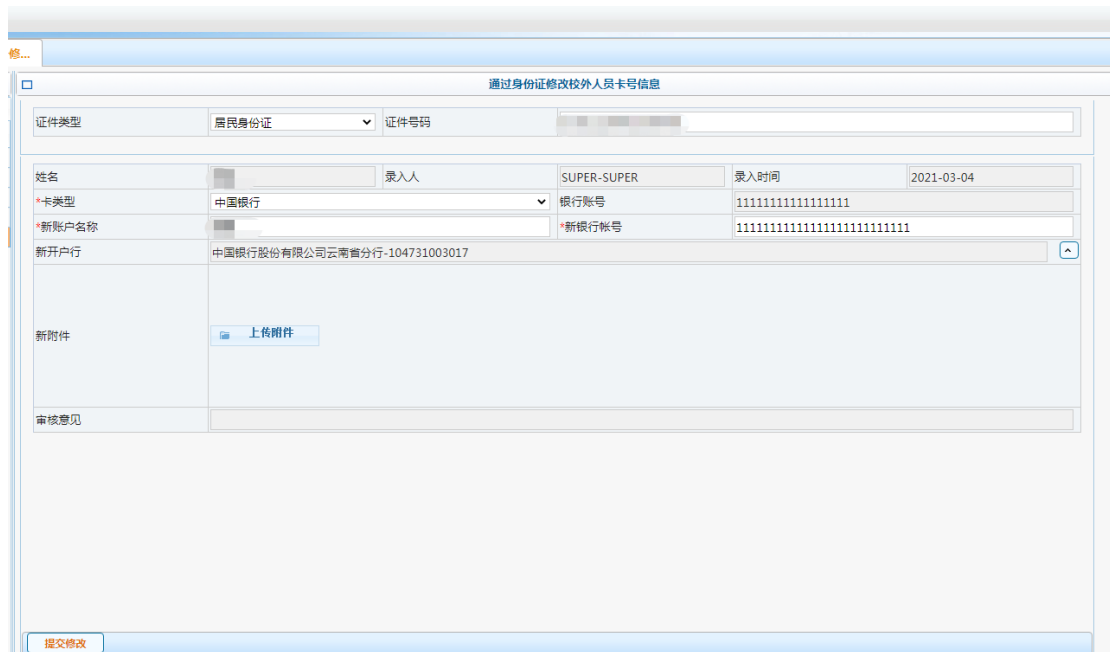 修...
通过身份证修改校外人员卡号信息
证件类型 居民身份证 证件号码
姓名 录入人 SUPER-SUPER 录入时间 2021-03-04
*卡类型 中国银行 银行账号 11111111111111111
*新账户名称 *新银行帐号 11111111111111111111111111
新开户行 中国银行股份有限公司云南省分行-104731003017
新附件 上传附件
审核意见
提交修改